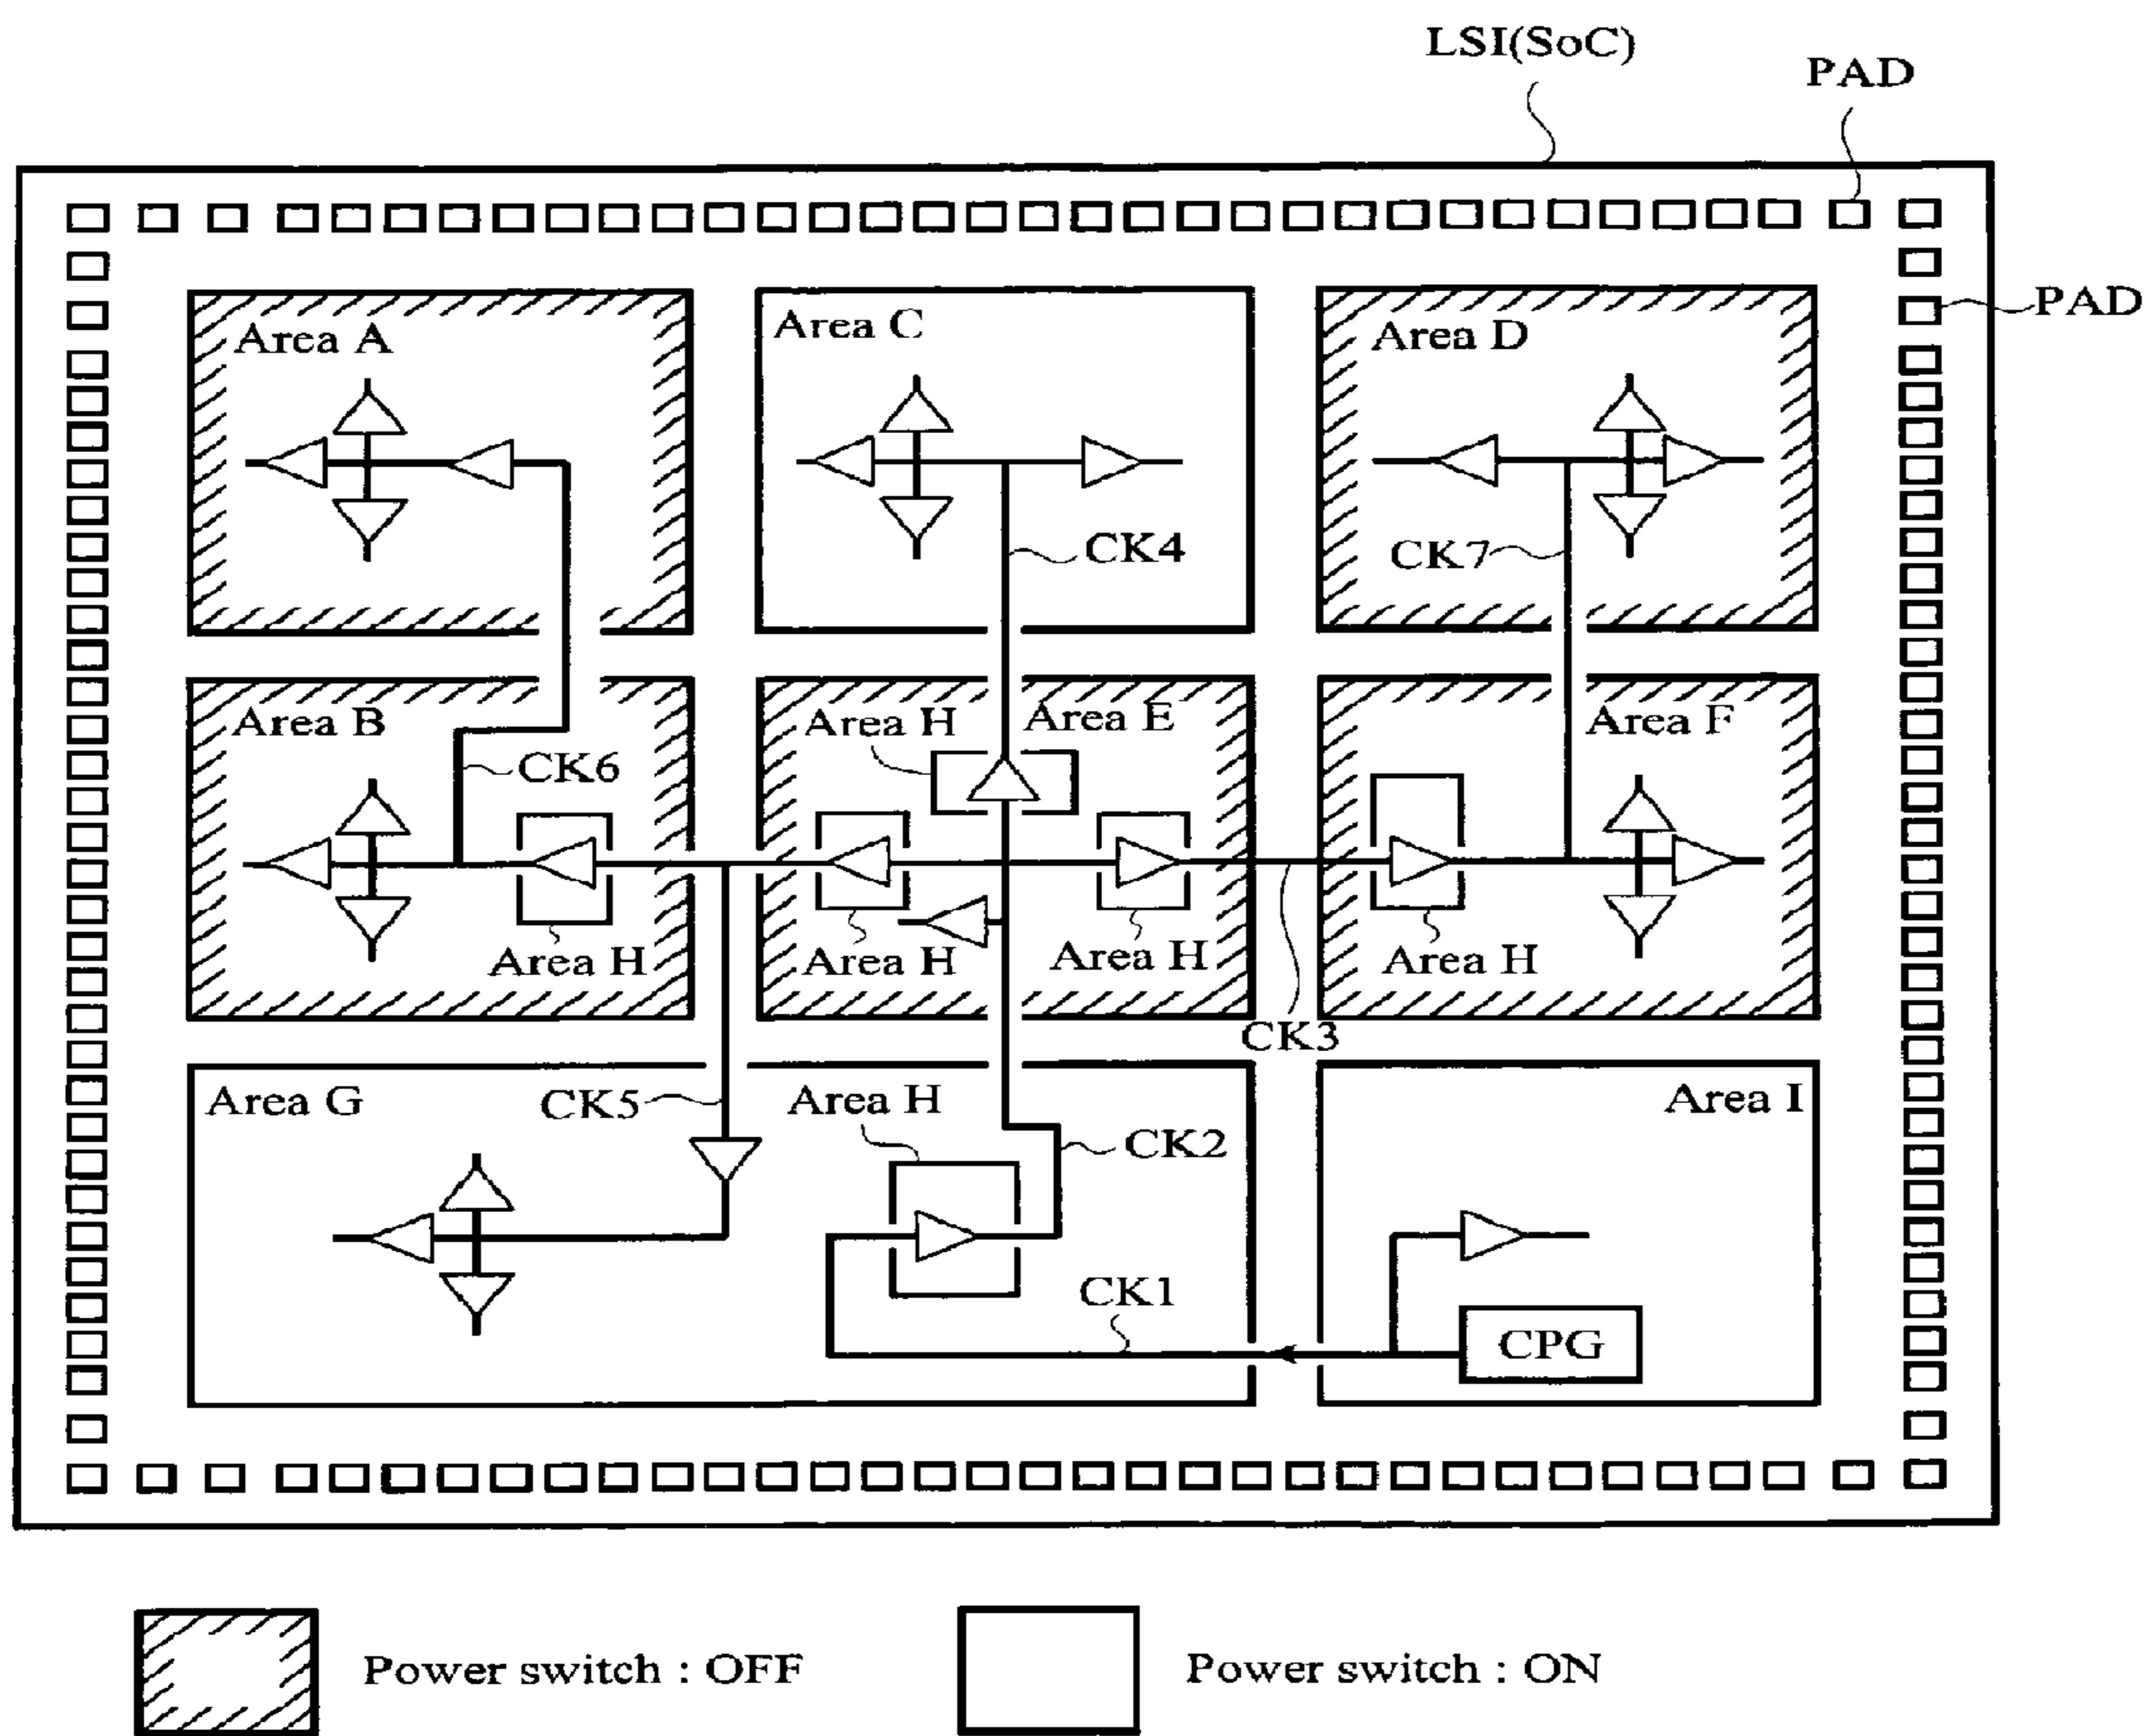 LSI(SoC)
PAD
PAD
Area A
Area C
Area D
CK4
CK7
Area B
Area H
Area E
Area F
CK6
Area H
Area H
Area H
Area H
CK3
Area G
CK5
Area H
CK2
Area I
CK1
CPG
Power switch : OFF
Power switch : ON